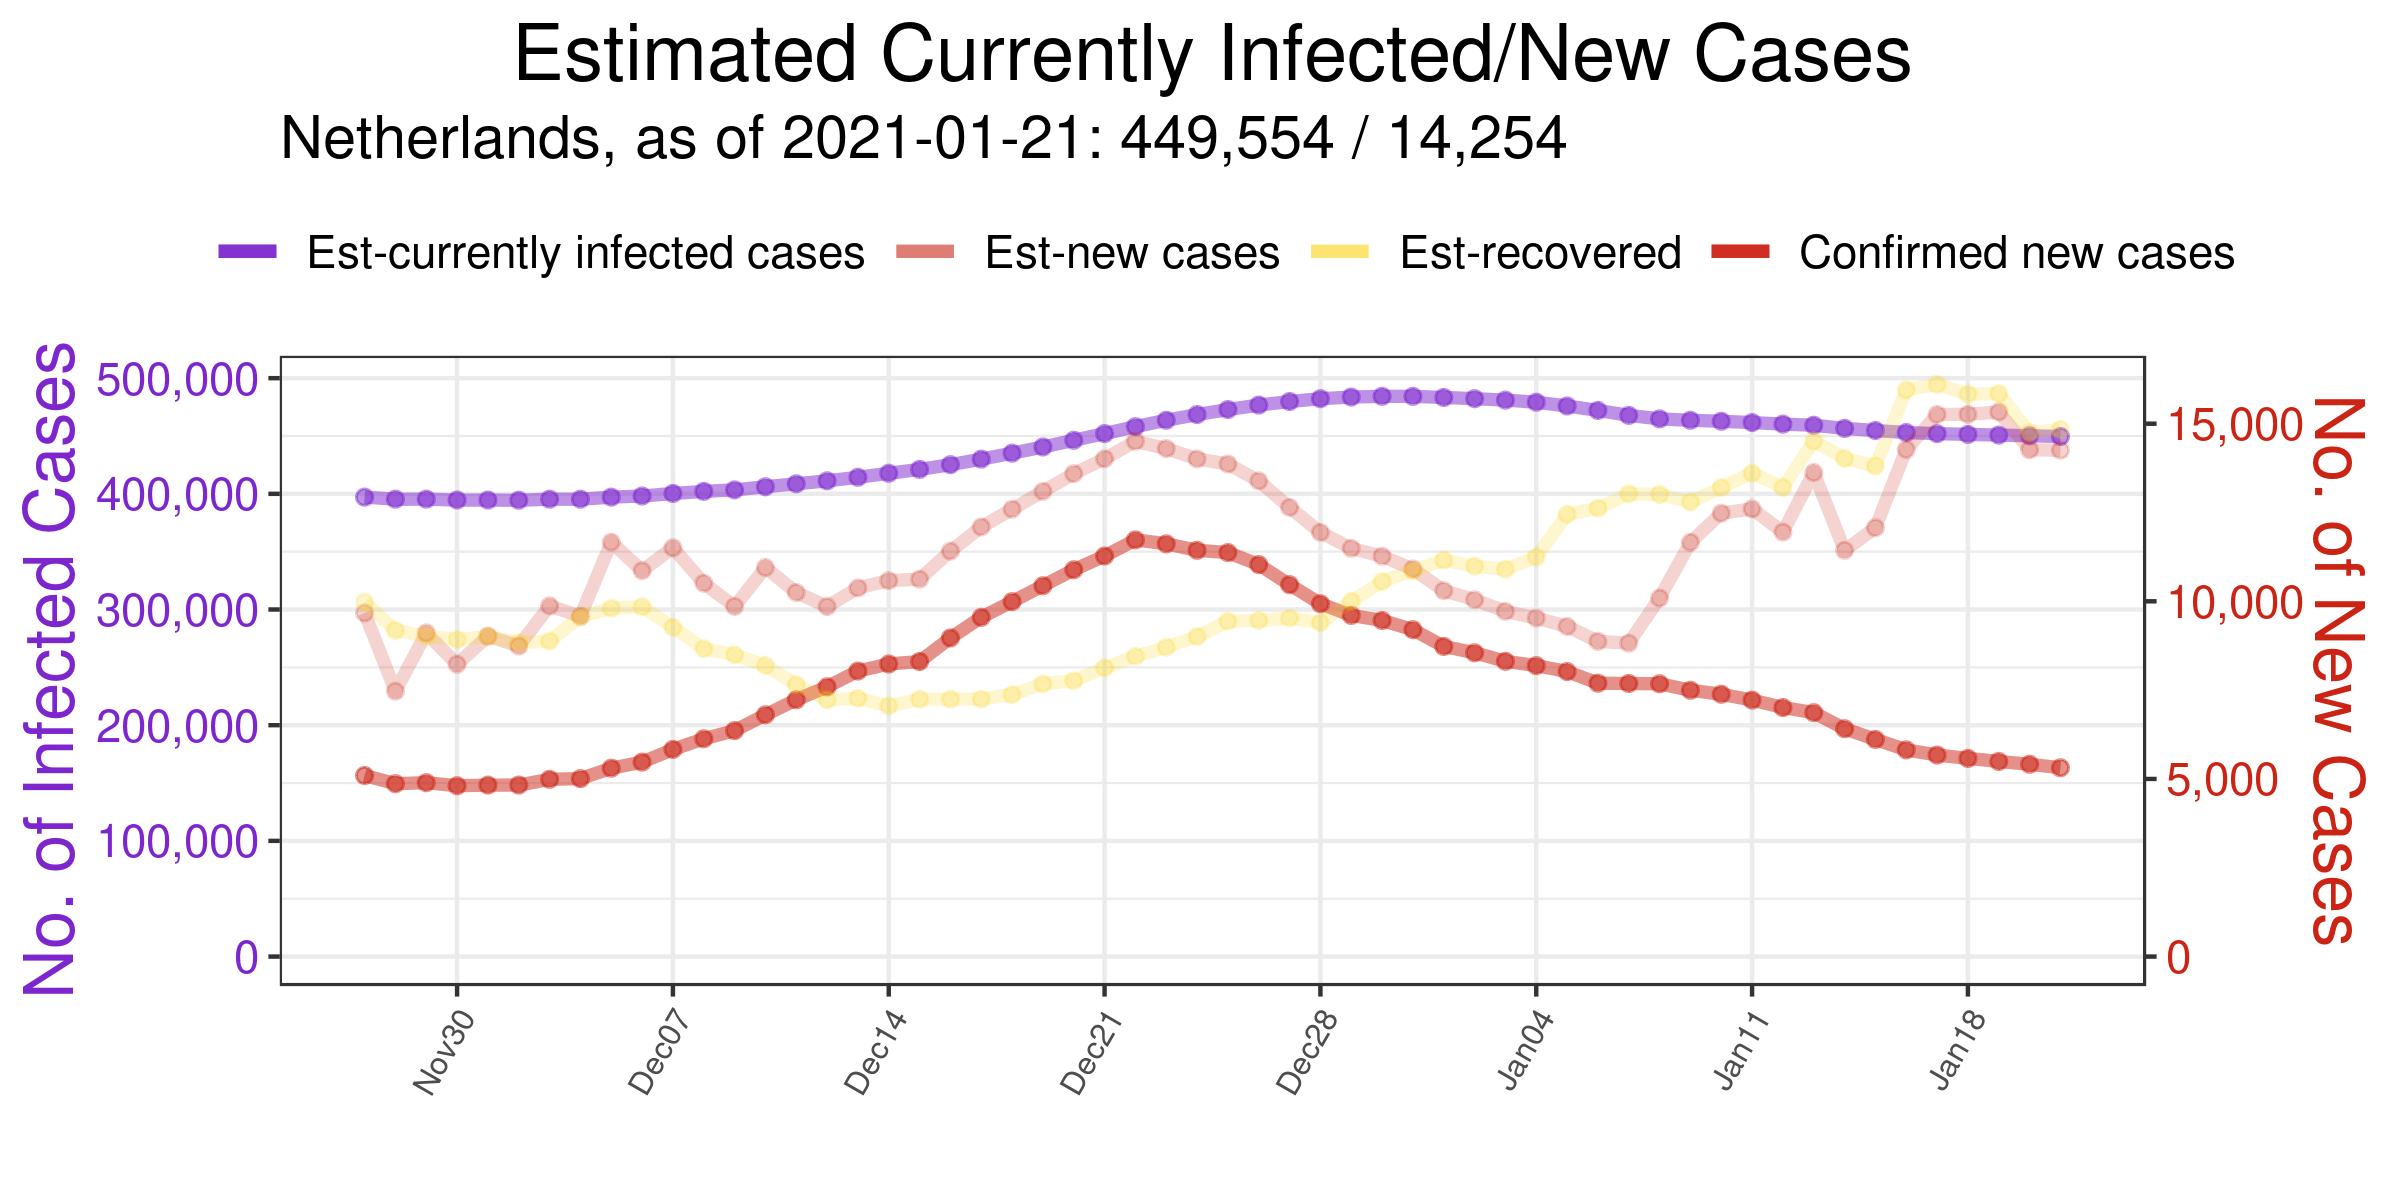 Estimated Currently Infected/New Cases
Netherlands, as of 2021-01-21: 449,554 / 14,254
Est-currently infected cases Est-new cases Est-recovered Confirmed new cases
No. of Infected Cases
500,000
400,000
300,000
200,000
100,000
0
15,000
10,000
5,000
0
No. of New Cases
Nov30 Dec07 Dec14 Dec21 Dec28 Jan04 Jan11 Jan18